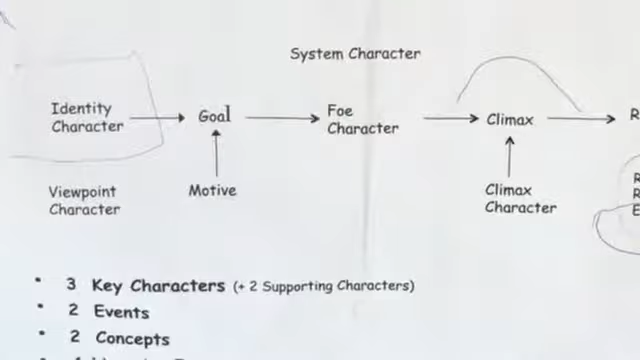 System Character
Identity
Character
Goal
Foe
Character
Climax
R
Viewpoint
Character
Motive
Climax
Character
R
R
E
• 3 Key Characters (+ 2 Supporting Characters)
• 2 Events
• 2 Concepts